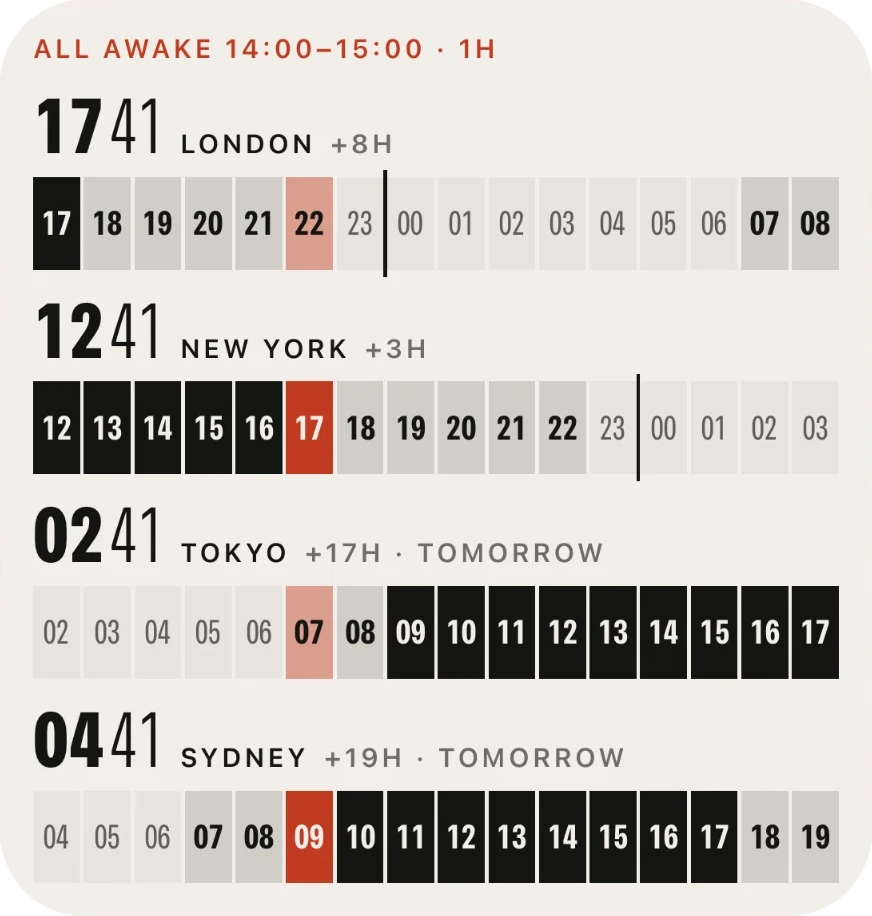 ALL AWAKE 14:00–15:00 · 1H
1741 LONDON +8H
17 18 19 20 21 22 23 00 01 02 03 04 05 06 07 08
1241 NEW YORK +3H
12 13 14 15 16 17 18 19 20 21 22 23 00 01 02 03
0241 TOKYO +17H · TOMORROW
02 03 04 05 06 07 08 09 10 11 12 13 14 15 16 17
0441 SYDNEY +19H · TOMORROW
04 05 06 07 08 09 10 11 12 13 14 15 16 17 18 19